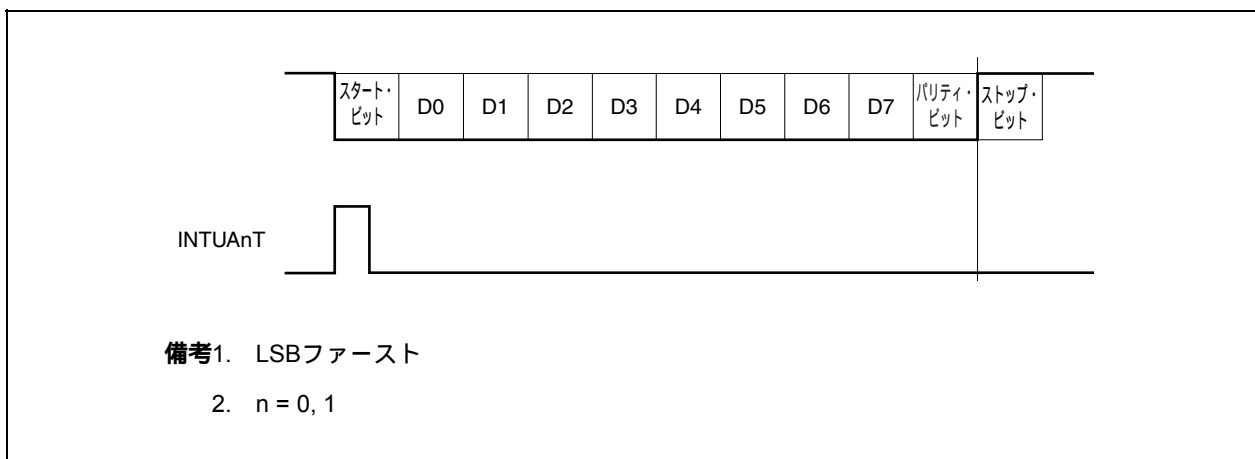 スタート・ビット D0 D1 D2 D3 D4 D5 D6 D7 パリティ・ビット ストップ・ビット
INTUAnT
備考1. LSBファースト
2. n = 0, 1